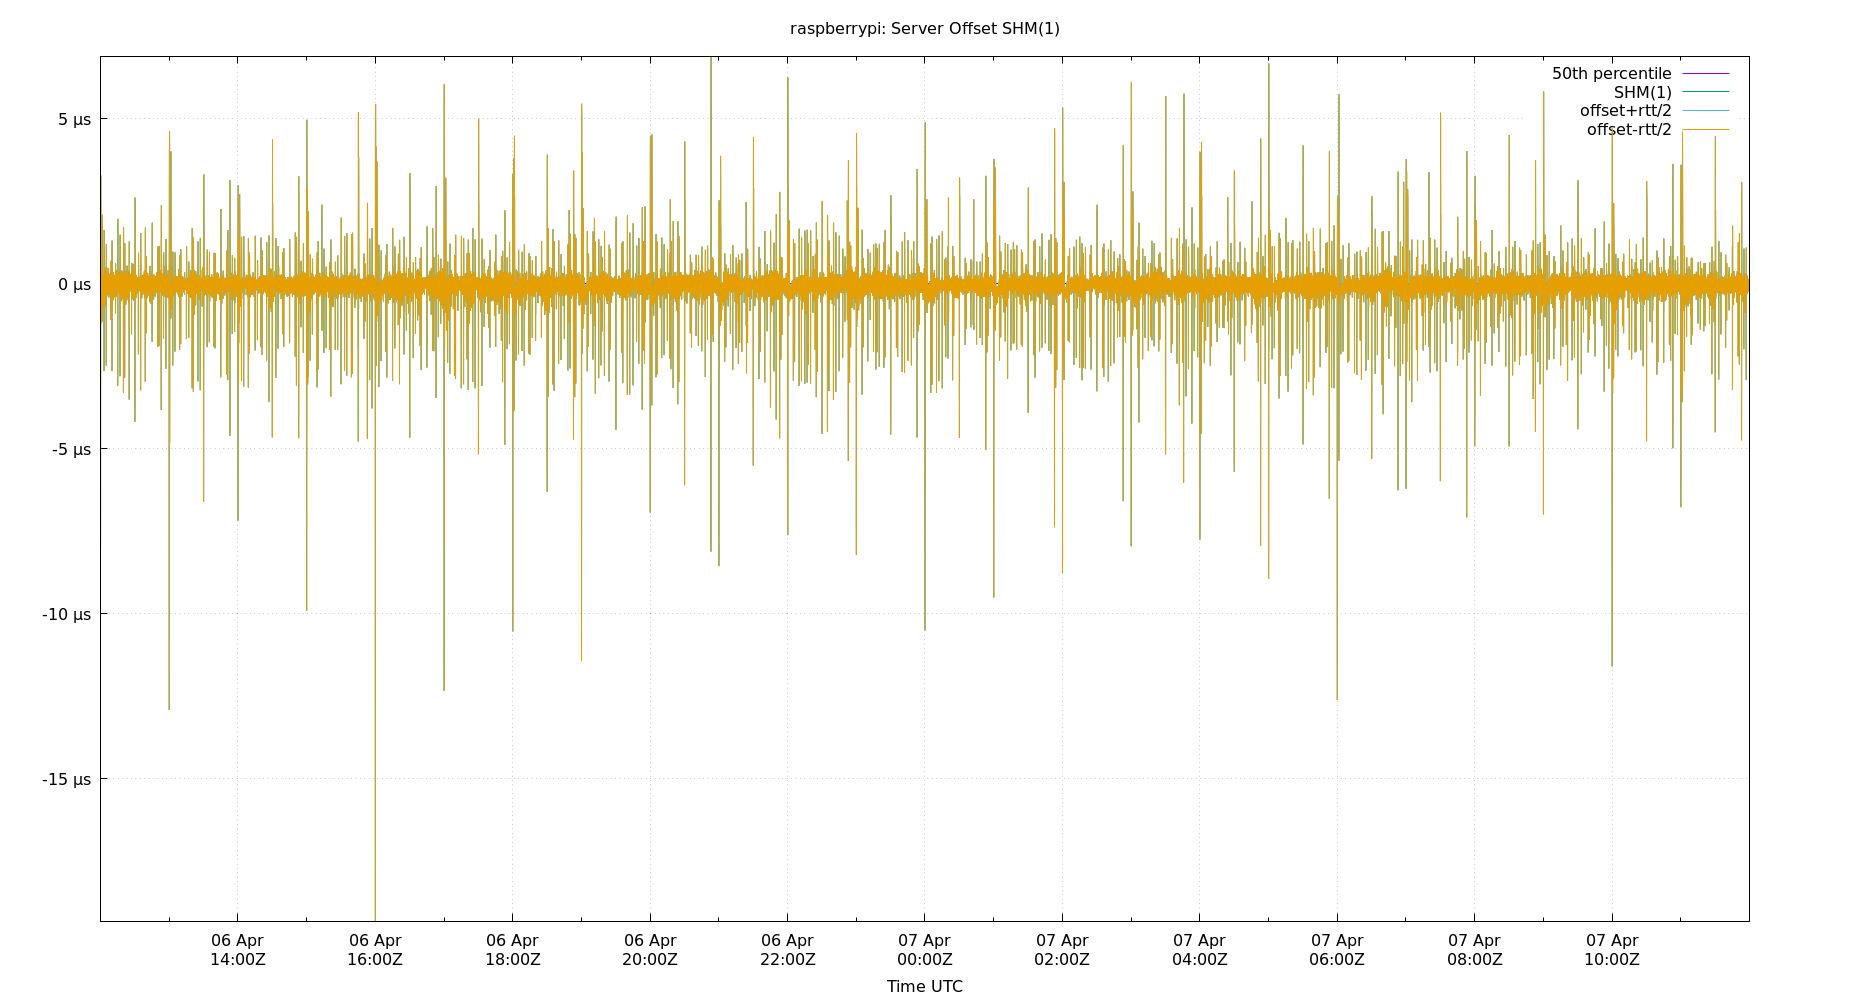 raspberrypi: Server Offset SHM(1)
50th percentile
SHM(1)
offset+rtt/2
offset-rtt/2
5 µs
0 µs
-5 µs
-10 µs
-15 µs
06 Apr 06 Apr 06 Apr 06 Apr 06 Apr 07 Apr 07 Apr 07 Apr 07 Apr 07 Apr 07 Apr
14:00Z 16:00Z 18:00Z 20:00Z 22:00Z 00:00Z 02:00Z 04:00Z 06:00Z 08:00Z 10:00Z
Time UTC